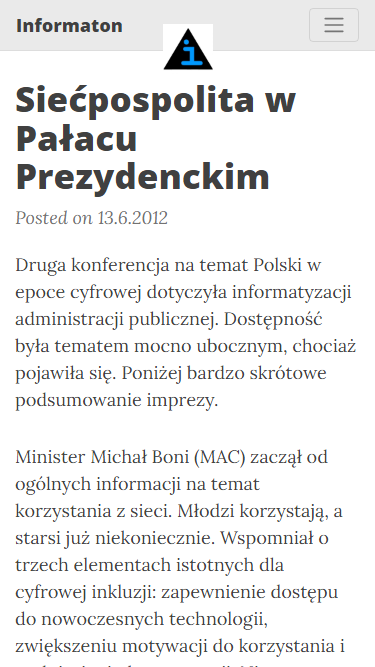 Informaton
Siećpospolita w
Pałacu
Prezydenckim
Posted on 13.6.2012
Druga konferencja na temat Polski w
epoce cyfrowej dotyczyła informatyzacji
administracji publicznej. Dostępność
była tematem mocno ubocznym, chociaż
pojawiła się. Poniżej bardzo skrótowe
podsumowanie imprezy.
Minister Michał Boni (MAC) zaczął od
ogólnych informacji na temat
korzystania z sieci. Młodzi korzystają, a
starsi już niekoniecznie. Wspomniał o
trzech elementach istotnych dla
cyfrowej inkluzji: zapewnienie dostępu
do nowoczesnych technologii,
zwiększeniu motywacji do korzystania i